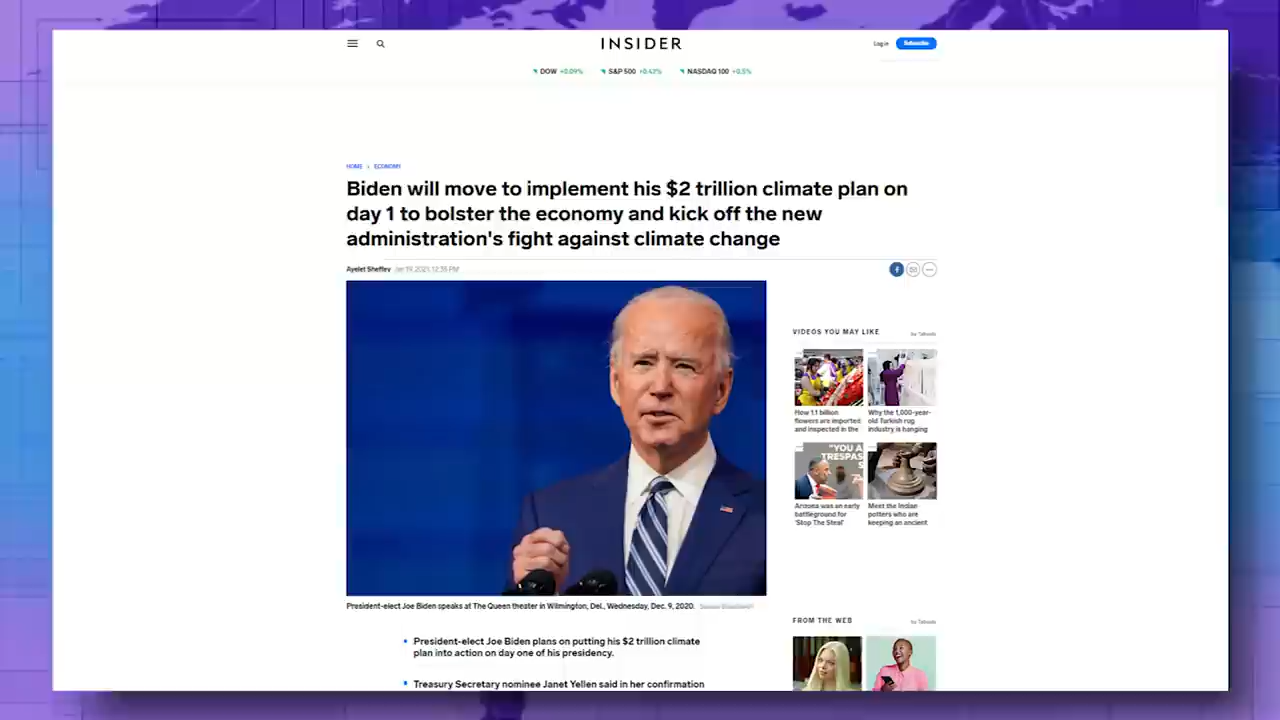 INSIDER
Log in
Subscribe
DOW +0.09% S&P 500 +0.43% NASDAQ 100 +0.5%
HOME > ECONOMY
Biden will move to implement his $2 trillion climate plan on
day 1 to bolster the economy and kick off the new
administration's fight against climate change
Ayelet Sheffey Jan 19, 2021, 12:35 PM
VIDEOS YOU MAY LIKE
by Taboola
How 1.1 billion
flowers are imported
and inspected in the
Why the 1,000-year-
old Turkish rug
industry is hanging
"YOU A
TRESPAS
S
Arizona was an early
battleground for
'Stop The Steal'
Meet the Indian
potters who are
keeping an ancient
President-elect Joe Biden speaks at The Queen theater in Wilmington, Del., Wednesday, Dec. 9, 2020.
FROM THE WEB
by Taboola
• President-elect Joe Biden plans on putting his $2 trillion climate
plan into action on day one of his presidency.
• Treasury Secretary nominee Janet Yellen said in her confirmation